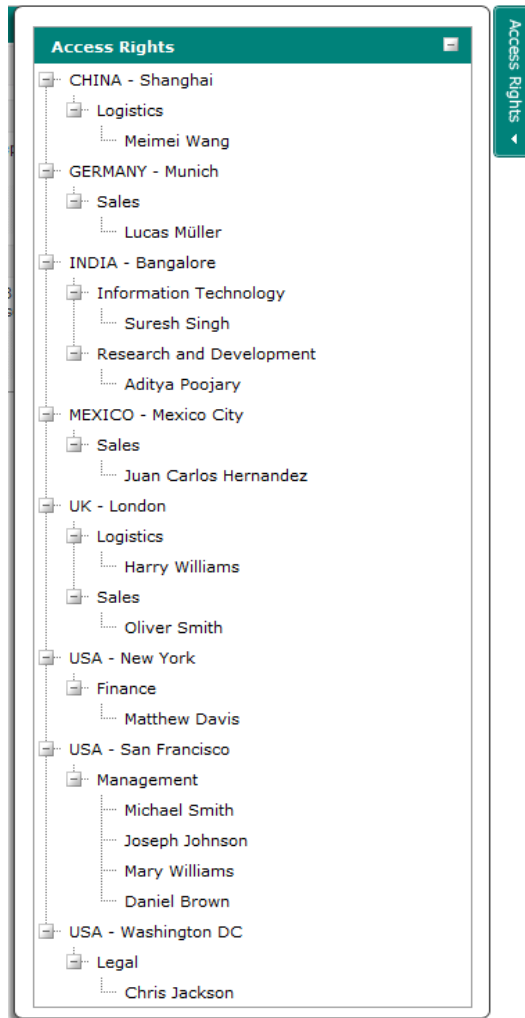 Access Rights
CHINA - Shanghai
Logistics
Meimei Wang
GERMANY - Munich
Sales
Lucas Müller
INDIA - Bangalore
Information Technology
Suresh Singh
Research and Development
Aditya Poojary
MEXICO - Mexico City
Sales
Juan Carlos Hernandez
UK - London
Logistics
Harry Williams
Sales
Oliver Smith
USA - New York
Finance
Matthew Davis
USA - San Francisco
Management
Michael Smith
Joseph Johnson
Mary Williams
Daniel Brown
USA - Washington DC
Legal
Chris Jackson
Access Rights